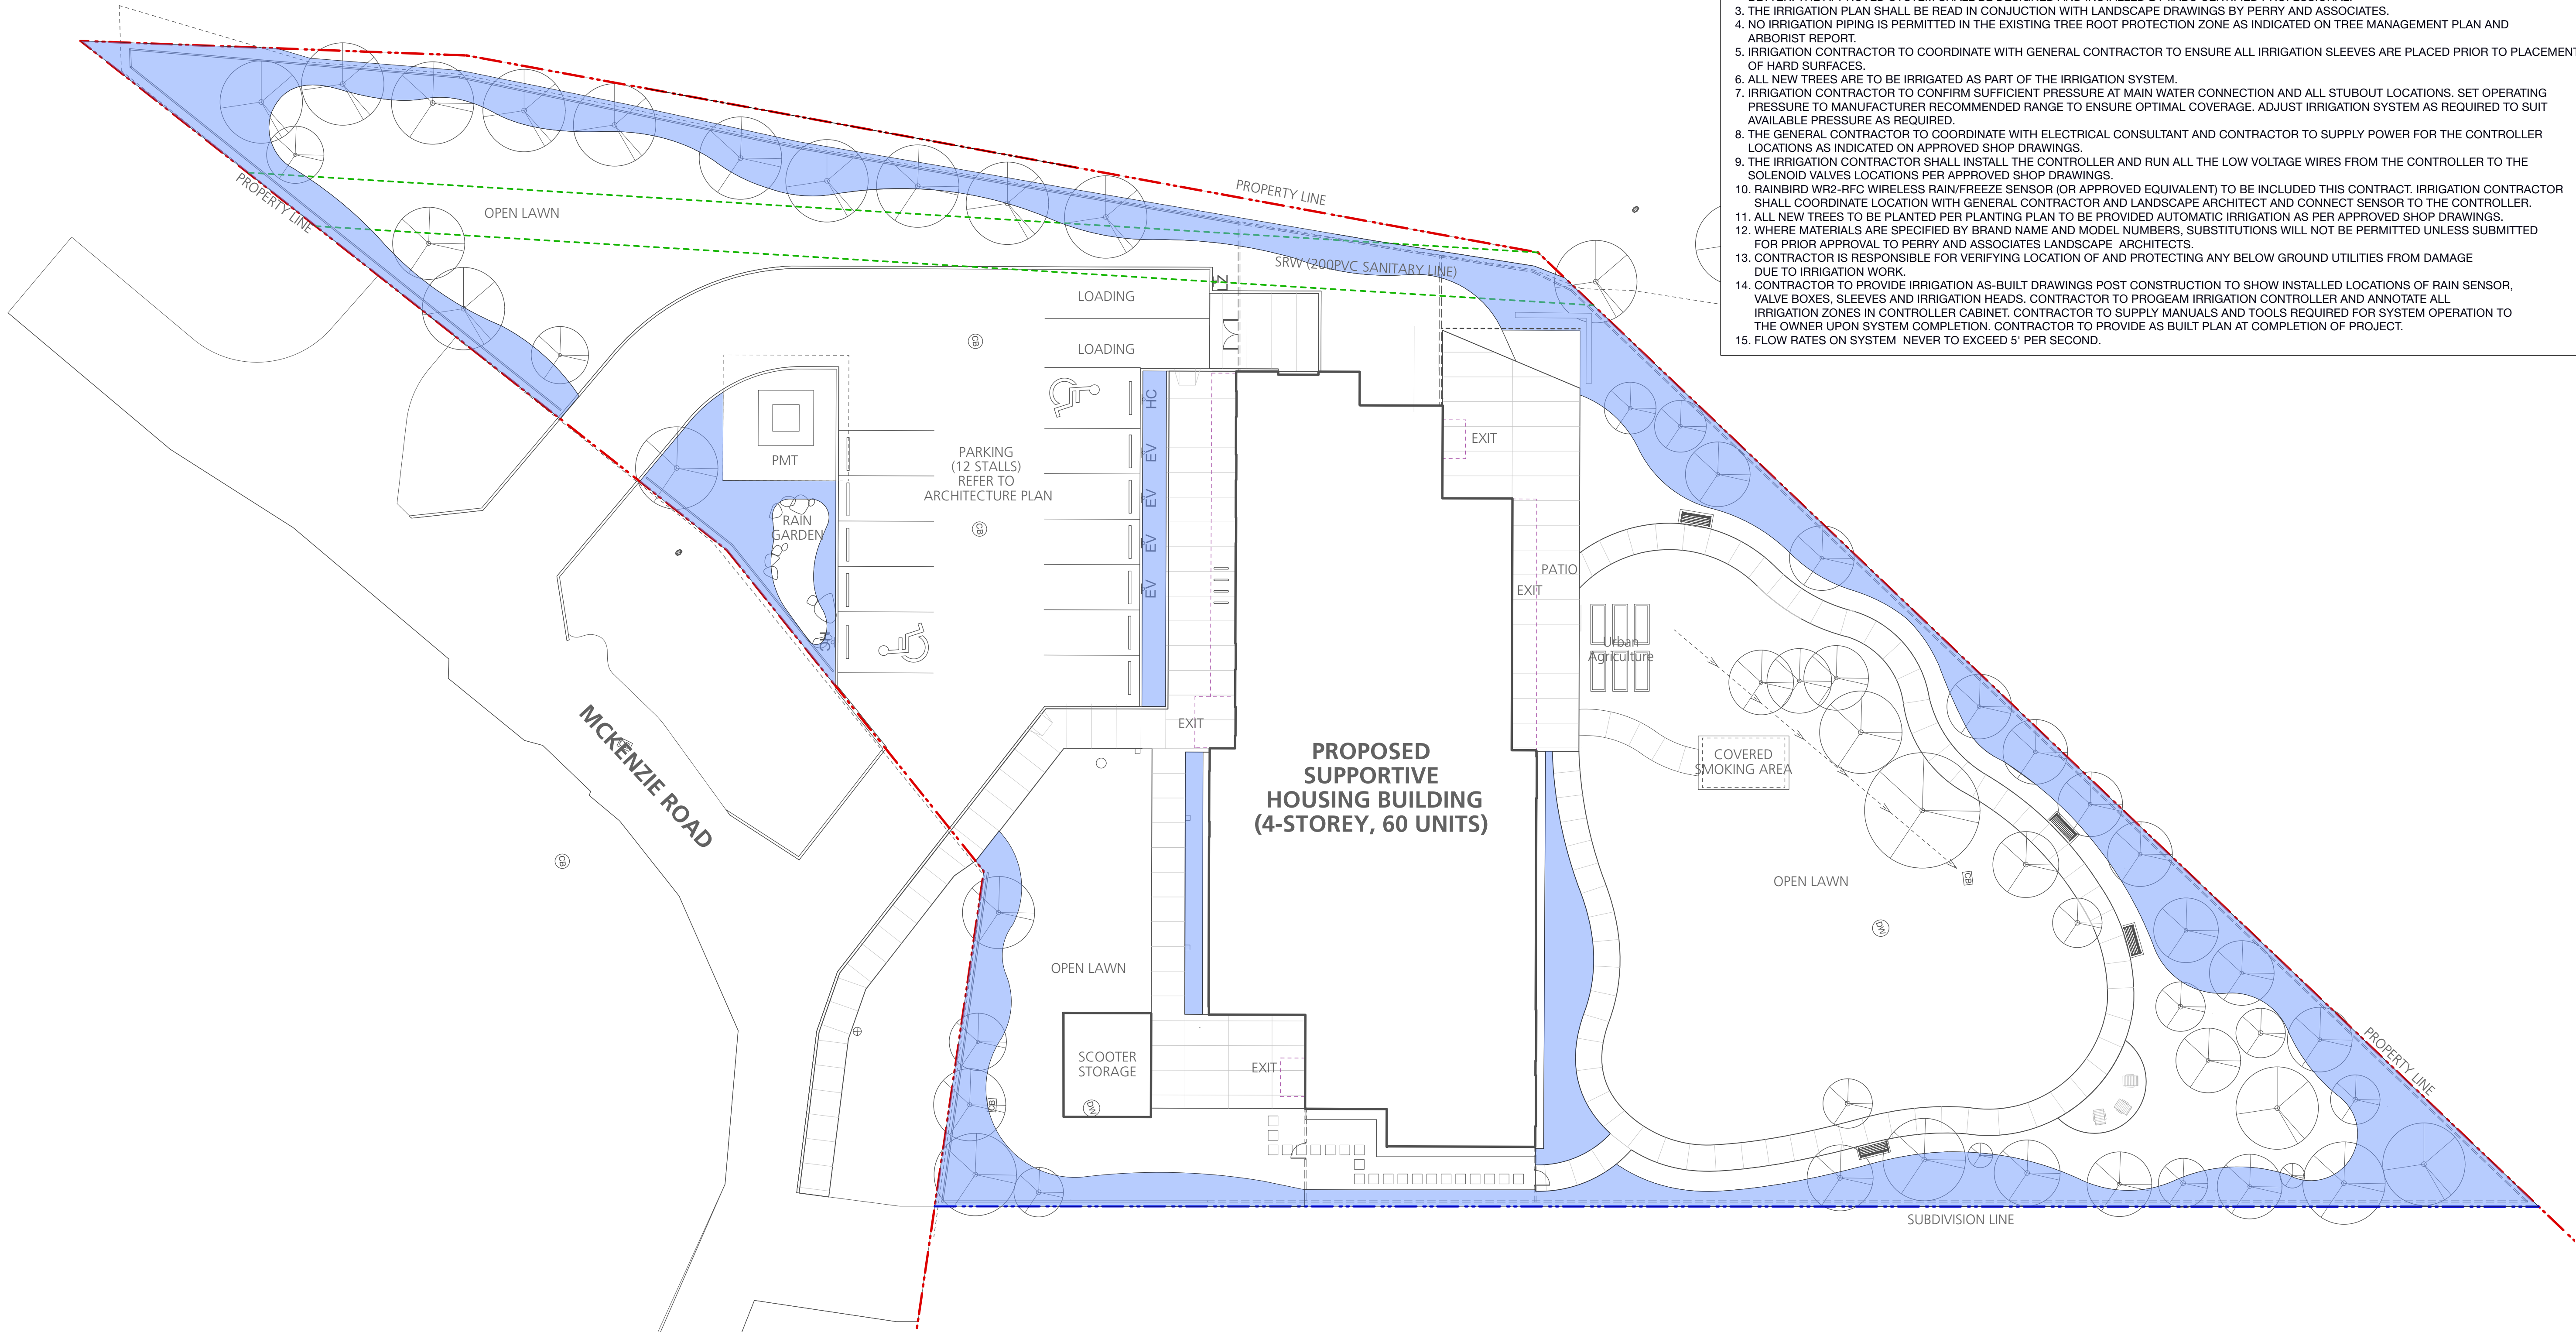 3. THE IRRIGATION PLAN SHALL BE READ IN CONJUCTION WITH LANDSCAPE DRAWINGS BY PERRY AND ASSOCIATES.
4. NO IRRIGATION PIPING IS PERMITTED IN THE EXISTING TREE ROOT PROTECTION ZONE AS INDICATED ON TREE MANAGEMENT PLAN AND
ARBORIST REPORT.
5. IRRIGATION CONTRACTOR TO COORDINATE WITH GENERAL CONTRACTOR TO ENSURE ALL IRRIGATION SLEEVES ARE PLACED PRIOR TO PLACEMENT
OF HARD SURFACES.
6. ALL NEW TREES ARE TO BE IRRIGATED AS PART OF THE IRRIGATION SYSTEM.
7. IRRIGATION CONTRACTOR TO CONFIRM SUFFICIENT PRESSURE AT MAIN WATER CONNECTION AND ALL STUBOUT LOCATIONS. SET OPERATING
PRESSURE TO MANUFACTURER RECOMMENDED RANGE TO ENSURE OPTIMAL COVERAGE. ADJUST IRRIGATION SYSTEM AS REQUIRED TO SUIT
AVAILABLE PRESSURE AS REQUIRED.
8. THE GENERAL CONTRACTOR TO COORDINATE WITH ELECTRICAL CONSULTANT AND CONTRACTOR TO SUPPLY POWER FOR THE CONTROLLER
LOCATIONS AS INDICATED ON APPROVED SHOP DRAWINGS.
9. THE IRRIGATION CONTRACTOR SHALL INSTALL THE CONTROLLER AND RUN ALL THE LOW VOLTAGE WIRES FROM THE CONTROLLER TO THE
SOLENOID VALVES LOCATIONS PER APPROVED SHOP DRAWINGS.
10. RAINBIRD WR2-RFC WIRELESS RAIN/FREEZE SENSOR (OR APPROVED EQUIVALENT) TO BE INCLUDED THIS CONTRACT. IRRIGATION CONTRACTOR
SHALL COORDINATE LOCATION WITH GENERAL CONTRACTOR AND LANDSCAPE ARCHITECT AND CONNECT SENSOR TO THE CONTROLLER.
11. ALL NEW TREES TO BE PLANTED PER PLANTING PLAN TO BE PROVIDED AUTOMATIC IRRIGATION AS PER APPROVED SHOP DRAWINGS.
12. WHERE MATERIALS ARE SPECIFIED BY BRAND NAME AND MODEL NUMBERS, SUBSTITUTIONS WILL NOT BE PERMITTED UNLESS SUBMITTED
FOR PRIOR APPROVAL TO PERRY AND ASSOCIATES LANDSCAPE ARCHITECTS.
13. CONTRACTOR IS RESPONSIBLE FOR VERIFYING LOCATION OF AND PROTECTING ANY BELOW GROUND UTILITIES FROM DAMAGE
DUE TO IRRIGATION WORK.
14. CONTRACTOR TO PROVIDE IRRIGATION AS-BUILT DRAWINGS POST CONSTRUCTION TO SHOW INSTALLED LOCATIONS OF RAIN SENSOR,
VALVE BOXES, SLEEVES AND IRRIGATION HEADS. CONTRACTOR TO PROGEAM IRRIGATION CONTROLLER AND ANNOTATE ALL
IRRIGATION ZONES IN CONTROLLER CABINET. CONTRACTOR TO SUPPLY MANUALS AND TOOLS REQUIRED FOR SYSTEM OPERATION TO
THE OWNER UPON SYSTEM COMPLETION. CONTRACTOR TO PROVIDE AS BUILT PLAN AT COMPLETION OF PROJECT.
15. FLOW RATES ON SYSTEM NEVER TO EXCEED 5' PER SECOND.
PROPERTY LINE
PROPERTY LINE
OPEN LAWN
SRW (200PVC SANITARY LINE)
LOADING
CB
LOADING
HC
EV
EV
EV
EV
EXIT
PARKING
(12 STALLS)
REFER TO
ARCHITECTURE PLAN
PMT
CB
RAIN
GARDEN
HC
PATIO
EXIT
Urban
Agriculture
EXIT
MCKENZIE ROAD
CB
PROPOSED
SUPPORTIVE
HOUSING BUILDING
(4-STOREY, 60 UNITS)
COVERED
SMOKING AREA
CB
OPEN LAWN
CB
DW
OPEN LAWN
SCOOTER
STORAGE
EXIT
DW
PROPERTY LINE
SUBDIVISION LINE